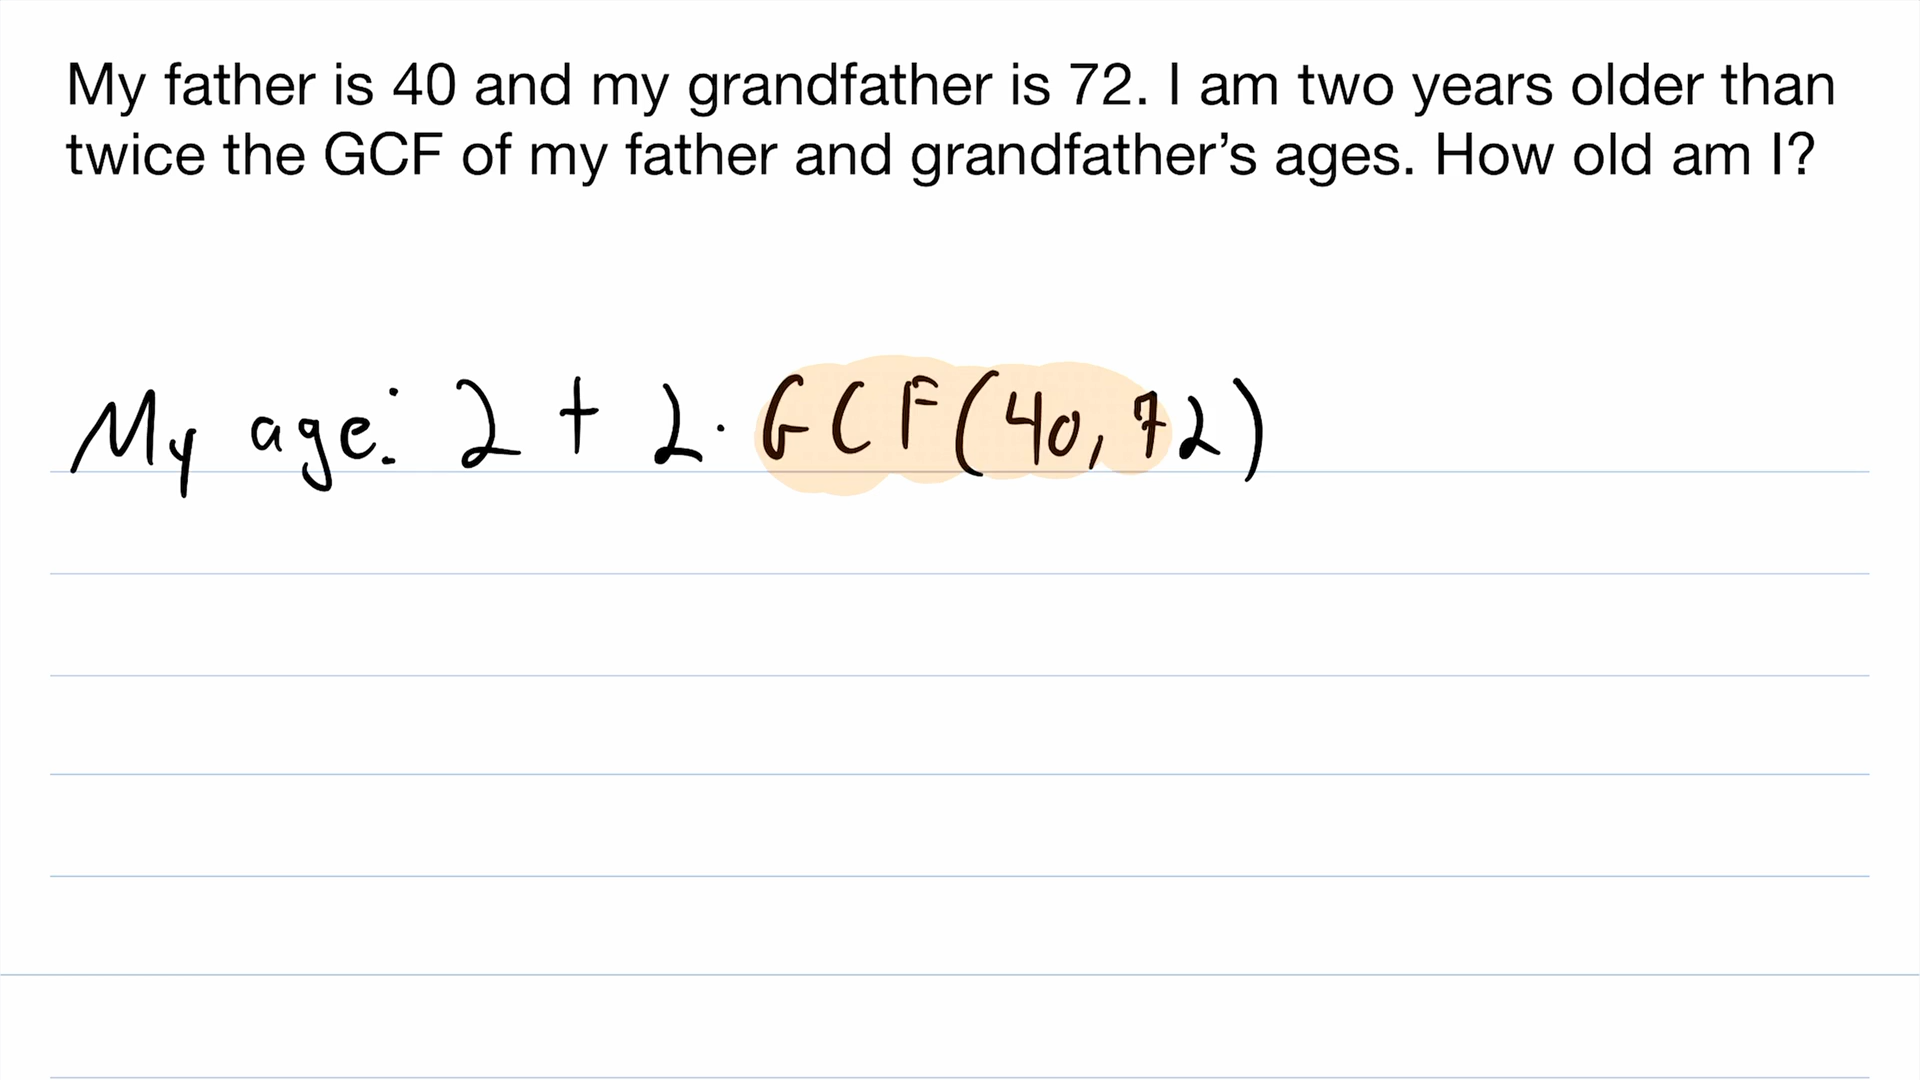 My father is 40 and my grandfather is 72. I am two years older than
twice the GCF of my father and grandfather’s ages. How old am I?
My age: 2 + 2 · GCF(40, 72)